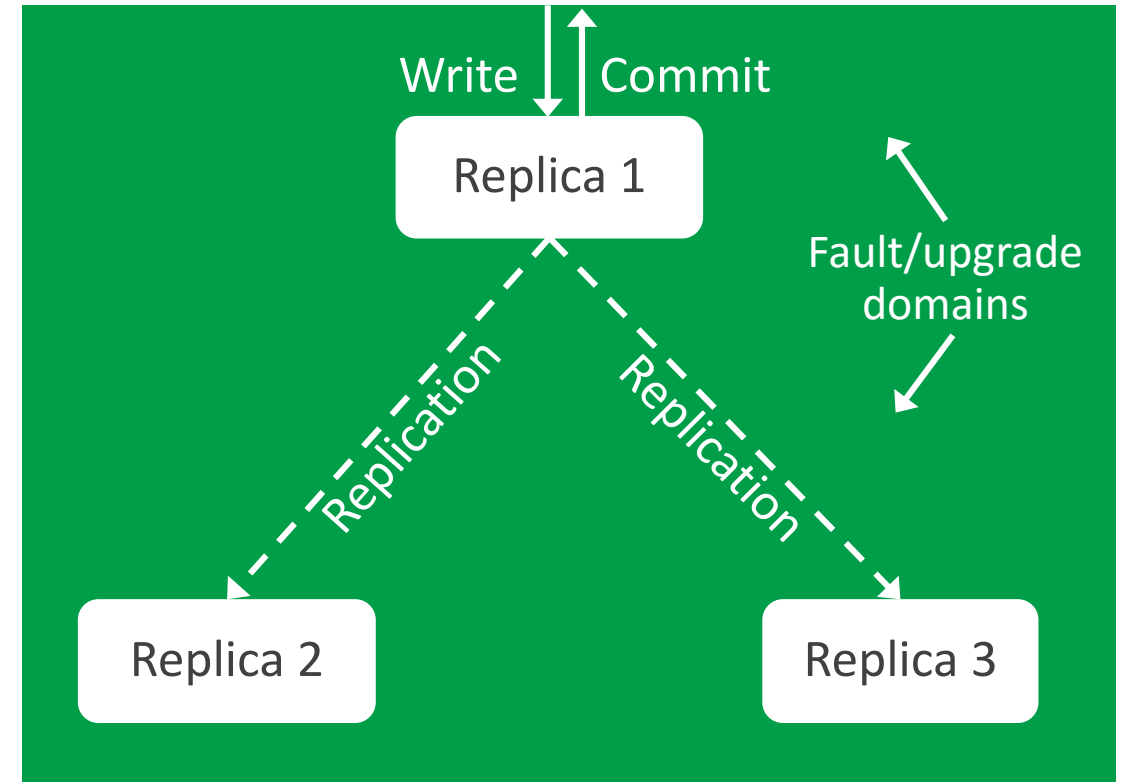 Write
Commit
Replica 1
Fault/upgrade
domains
Replication
Replication
Replica 2
Replica 3